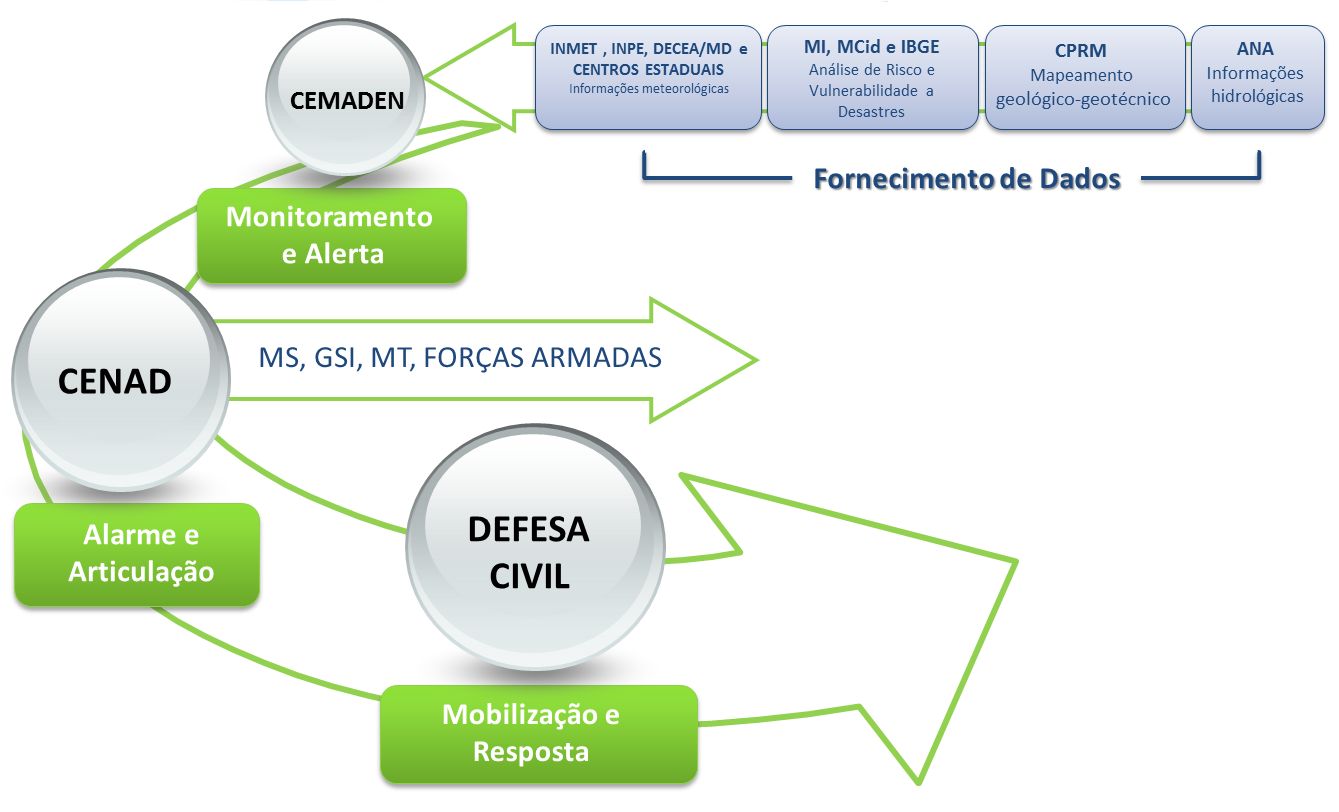 CEMADEN
INMET , INPE, DECEA/MD e
CENTROS ESTADUAIS
Informações meteorológicas
MI, MCid e IBGE
Análise de Risco e
Vulnerabilidade a
Desastres
CPRM
Mapeamento
geológico-geotécnico
ANA
Informações
hidrológicas
Fornecimento de Dados
Monitoramento
e Alerta
CENAD
MS, GSI, MT, FORÇAS ARMADAS
Alarme e
Articulação
DEFESA
CIVIL
Mobilização e
Resposta